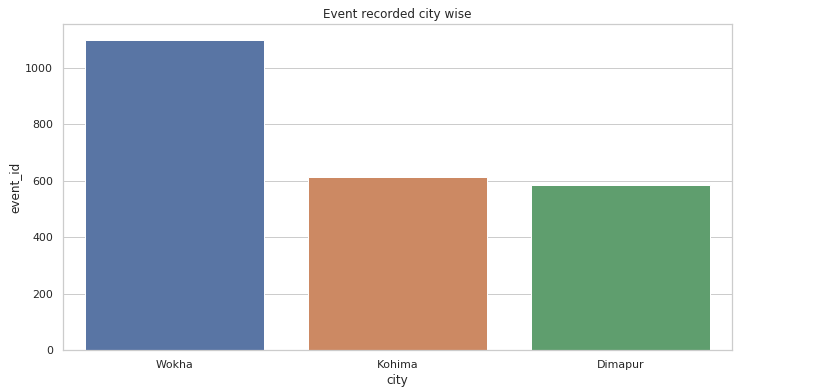 Event recorded city wise
1000
800
600
400
200
0
event_id
Wokha Kohima Dimapur
city